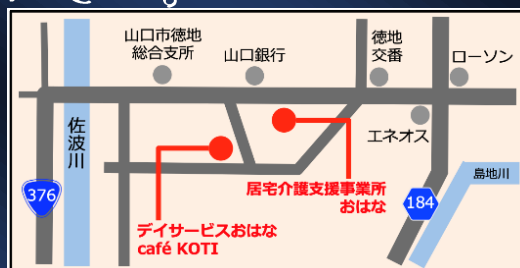 山口市徳地
総合支所
山口銀行
徳地
交番
ローソン
佐波川
エネオス
島地川
居宅介護支援事業所
おはな
376
184
デイサービスおはな
café KOTI